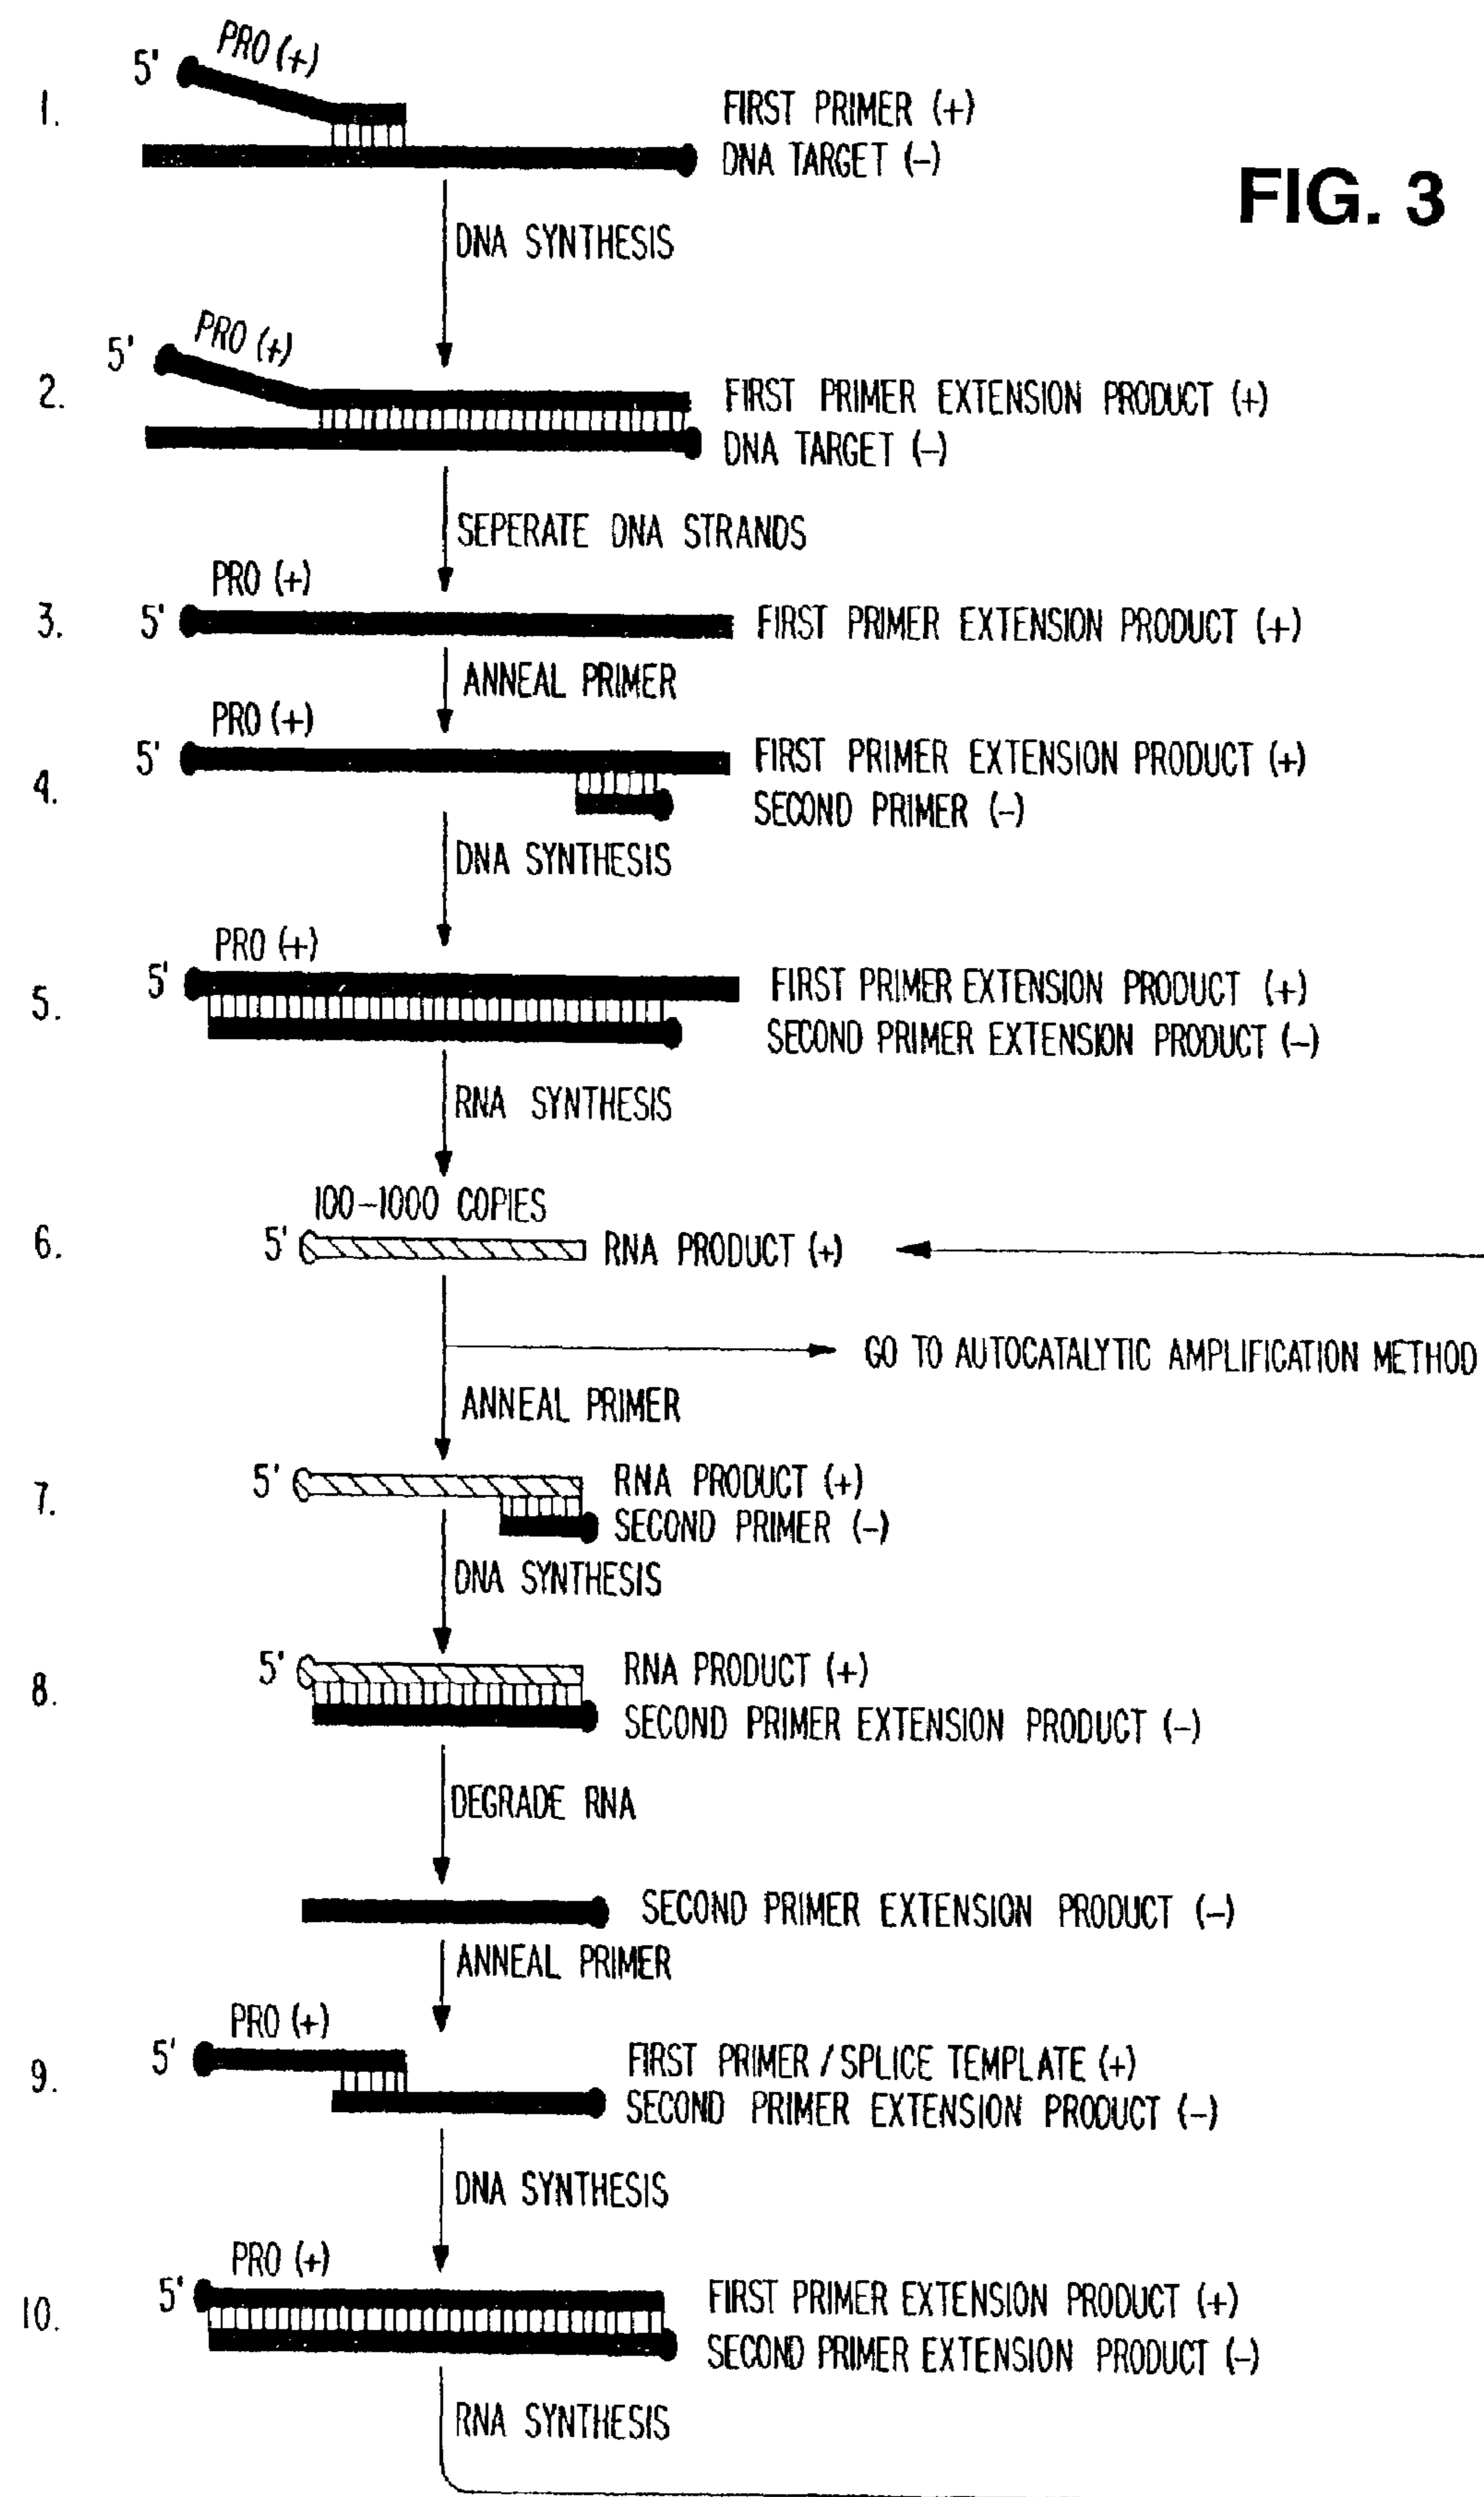 PRO (+)
5'
1.
FIRST PRIMER (+)
DNA TARGET (–)
FIG. 3
DNA SYNTHESIS
PRO (+)
5'
2.
FIRST PRIMER EXTENSION PRODUCT (+)
DNA TARGET (–)
SEPERATE DNA STRANDS
PRO (+)
3.
5'
FIRST PRIMER EXTENSION PRODUCT (+)
ANNEAL PRIMER
PRO (+)
5'
FIRST PRIMER EXTENSION PRODUCT (+)
4.
SECOND PRIMER (–)
DNA SYNTHESIS
PRO (+)
5'
FIRST PRIMER EXTENSION PRODUCT (+)
5.
SECOND PRIMER EXTENSION PRODUCT (–)
RNA SYNTHESIS
100–1000 COPIES
6.
5'
RNA PRODUCT (+)
GO TO AUTOCATALYTIC AMPLIFICATION METHOD
ANNEAL PRIMER
5'
RNA PRODUCT (+)
7.
SECOND PRIMER (–)
DNA SYNTHESIS
5'
RNA PRODUCT (+)
8.
SECOND PRIMER EXTENSION PRODUCT (–)
DEGRADE RNA
SECOND PRIMER EXTENSION PRODUCT (–)
ANNEAL PRIMER
PRO (+)
5'
FIRST PRIMER / SPLICE TEMPLATE (+)
9.
SECOND PRIMER EXTENSION PRODUCT (–)
DNA SYNTHESIS
PRO (+)
5'
FIRST PRIMER EXTENSION PRODUCT (+)
10.
SECOND PRIMER EXTENSION PRODUCT (–)
RNA SYNTHESIS